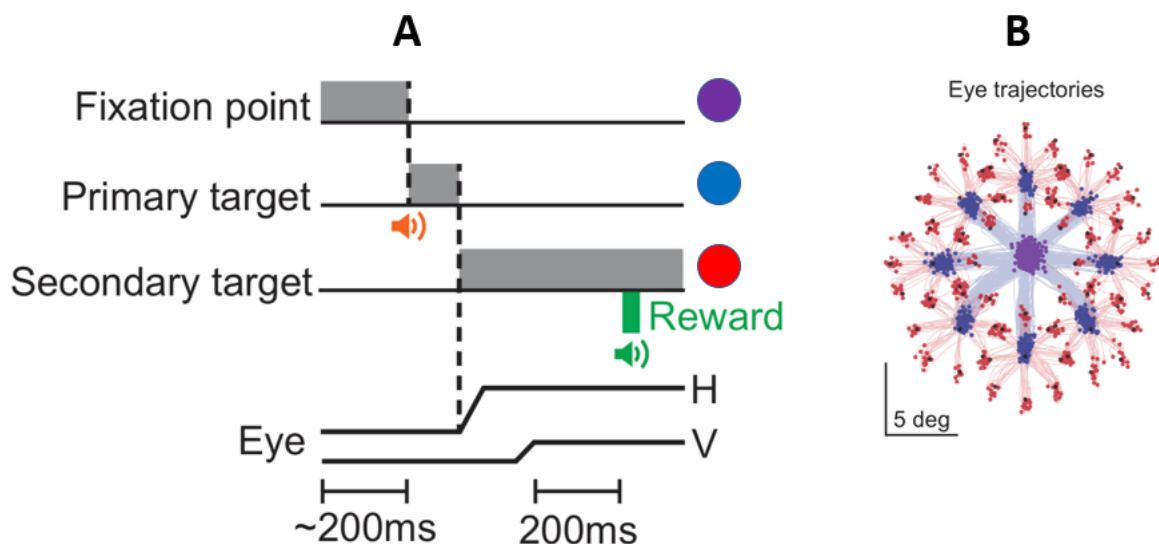 A
B
Fixation point
Primary target
Secondary target
Reward
Eye
H
V
~200ms
200ms
Eye trajectories
5 deg